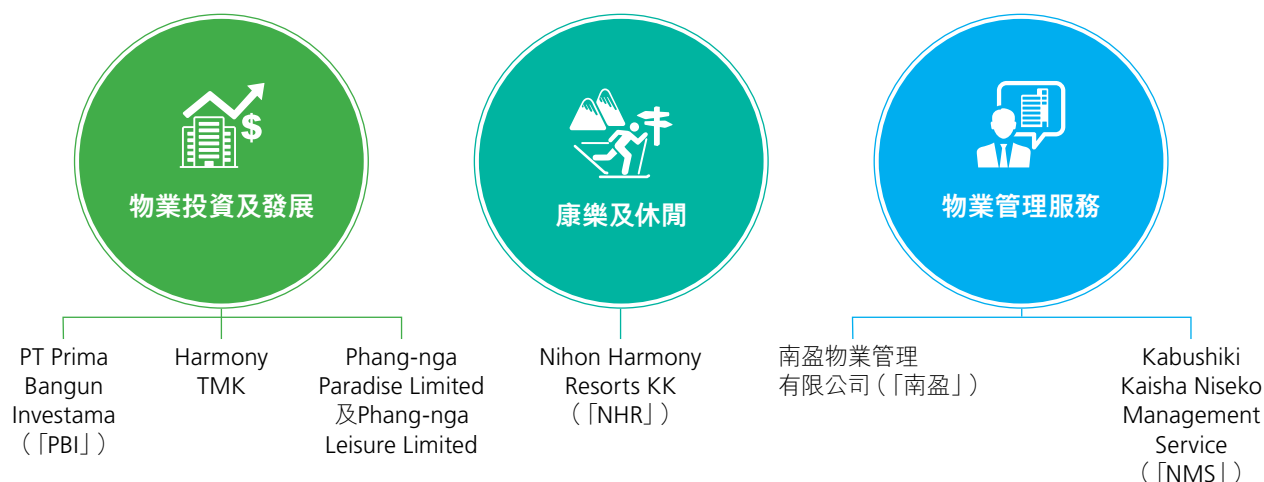 $
物業投資及發展
康樂及休閒
物業管理服務
PT Prima
Bangun
Investama
(「PBI」)
Harmony
TMK
Phang-nga
Paradise Limited
及Phang-nga
Leisure Limited
Nihon Harmony
Resorts KK
(「NHR」)
南盈物業管理
有限公司(「南盈」)
Kabushiki
Kaisha Niseko
Management
Service
(「NMS」)